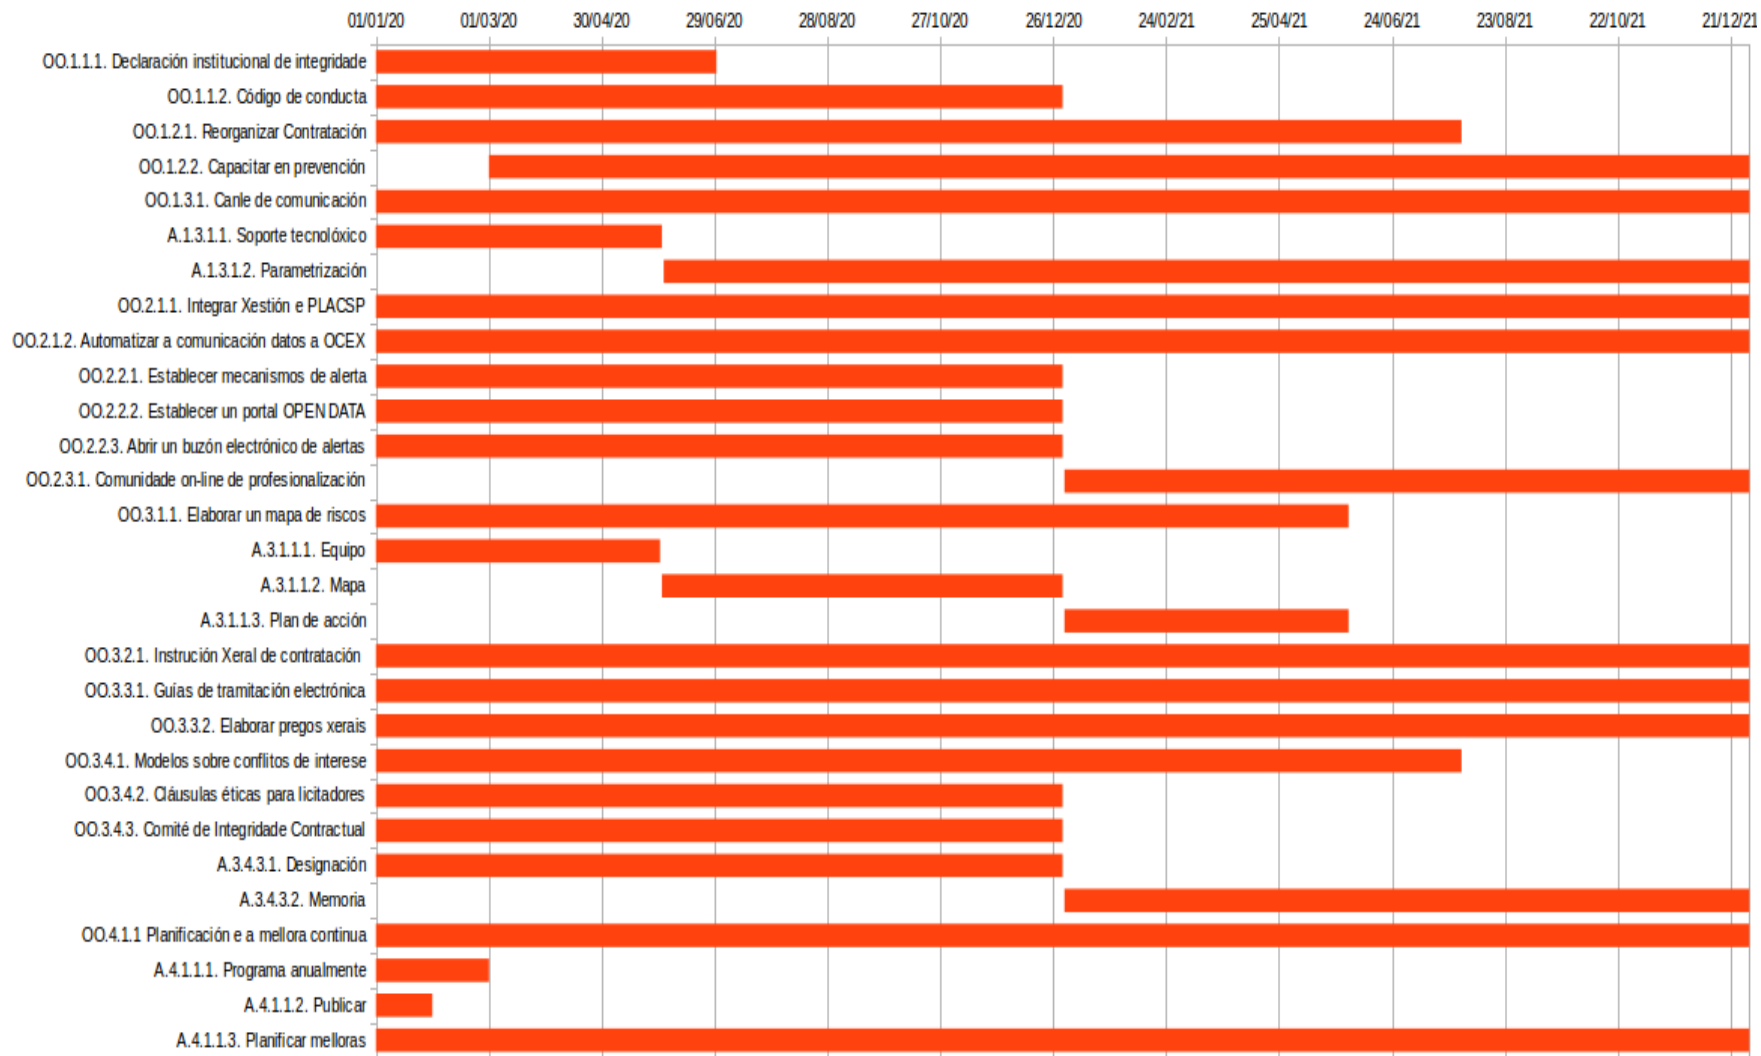 01/01/20 01/03/20 30/04/20 29/06/20 28/08/20 27/10/20 26/12/20 24/02/21 25/04/21 24/06/21 23/08/21 22/10/21 21/12/21
OO.1.1.1. Declaración institucional de integridade
OO.1.1.2. Código de conducta
OO.1.2.1. Reorganizar Contratación
OO.1.2.2. Capacitar en prevención
OO.1.3.1. Canle de comunicación
A.1.3.1.1. Soporte tecnolóxico
A.1.3.1.2. Parametrización
OO.2.1.1. Integrar Xestión e PLACSP
OO.2.1.2. Automatizar a comunicación datos a OCEX
OO.2.2.1. Establecer mecanismos de alerta
OO.2.2.2. Establecer un portal OPEN DATA
OO.2.2.3. Abrir un buzón electrónico de alertas
OO.2.3.1. Comunidade on-line de profesionalización
OO.3.1.1. Elaborar un mapa de riscos
A.3.1.1.1. Equipo
A.3.1.1.2. Mapa
A.3.1.1.3. Plan de acción
OO.3.2.1. Instrución Xeral de contratación
OO.3.3.1. Guías de tramitación electrónica
OO.3.3.2. Elaborar pregos xerais
OO.3.4.1. Modelos sobre conflitos de interese
OO.3.4.2. Cláusulas éticas para licitadores
OO.3.4.3. Comité de Integridade Contractual
A.3.4.3.1. Designación
A.3.4.3.2. Memoria
OO.4.1.1 Planificación e a mellora continua
A.4.1.1.1. Programa anualmente
A.4.1.1.2. Publicar
A.4.1.1.3. Planificar melloras